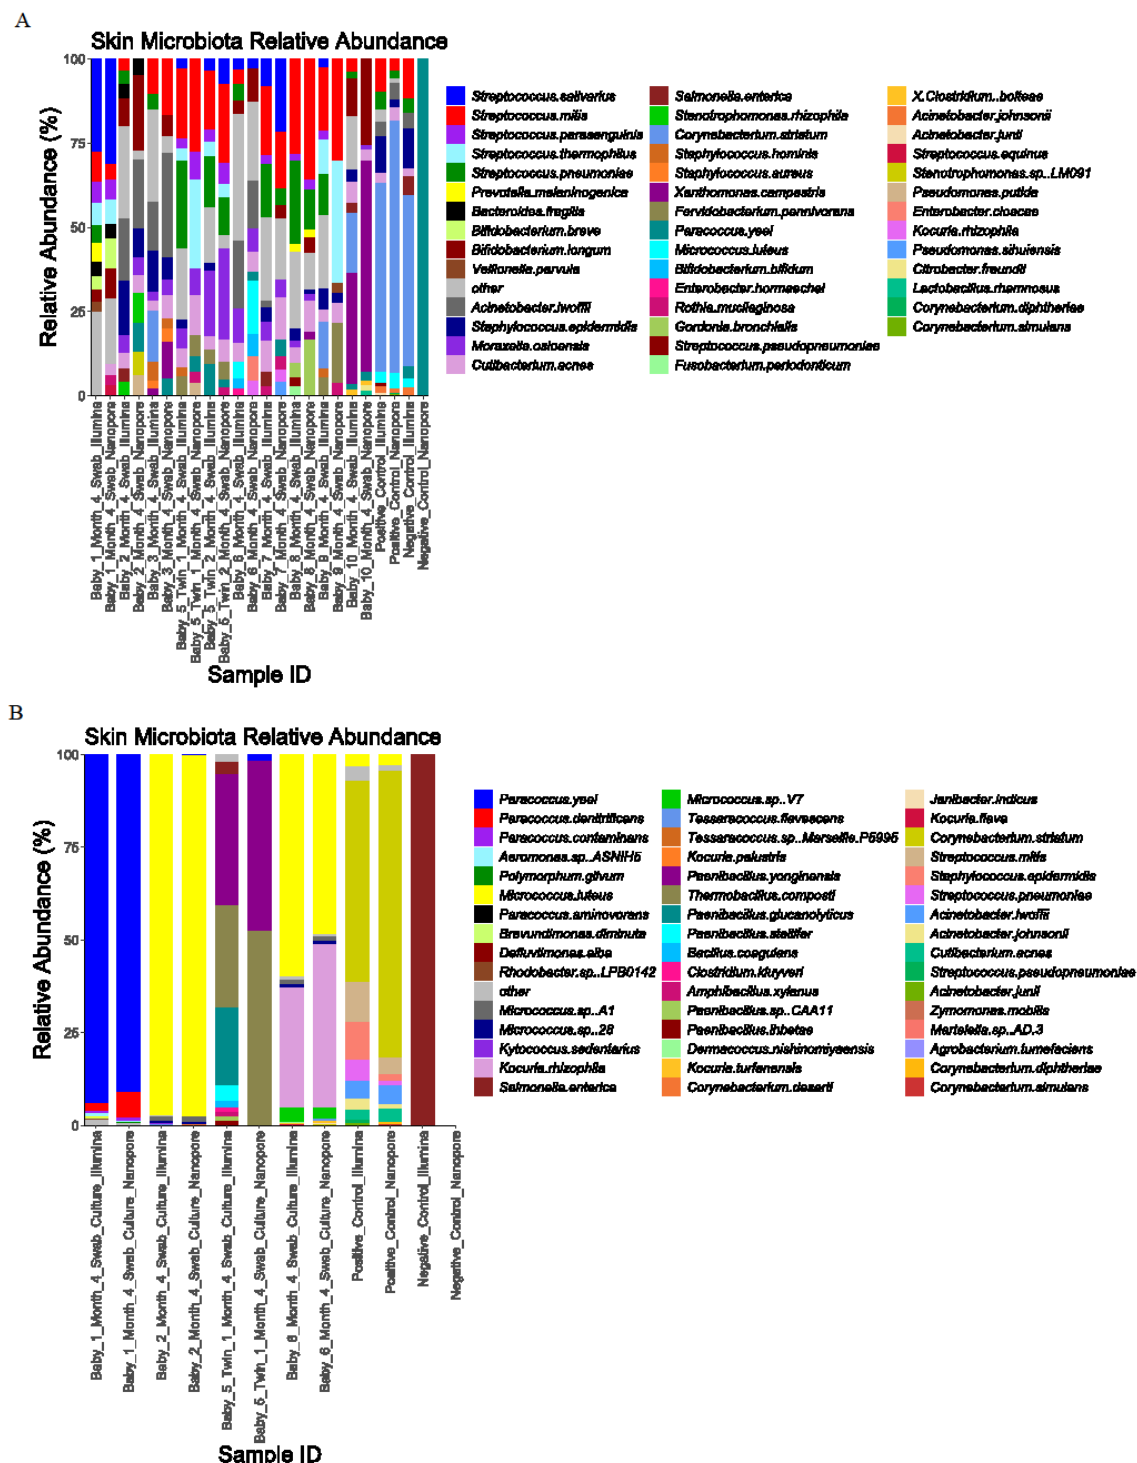 A
Skin Microbiota Relative Abundance
Relative Abundance (%)
100
75
50
25
0
Streptococcus.salivarius
Streptococcus.mitis
Streptococcus.parasanguinis
Streptococcus.thermophilus
Streptococcus.pneumoniae
Prevotella.melaninogenica
Bacteroides.fragilis
Bifidobacterium.breve
Bifidobacterium.longum
Veillonella.parvula
other
Acinetobacter.lwoffii
Staphylococcus.epidermidis
Moraxella.osloensis
Cutibacterium.acnes
Salmonella.enterica
Stenotrophomonas.rhizophila
Corynebacterium.striatum
Staphylococcus.hominis
Staphylococcus.aureus
Xanthomonas.campestris
Fervidobacterium.pennivorans
Paracoccus.yeei
Micrococcus.luteus
Bifidobacterium.bifidum
Enterobacter.hormaechei
Rothia.mucilaginosa
Gordonia.bronchialis
Streptococcus.pseudopneumoniae
Fusobacterium.periodonticum
X.Clostridium..bolteae
Acinetobacter.johnsonii
Acinetobacter.junii
Streptococcus.equinus
Stenotrophomonas.sp..LM091
Pseudomonas.putida
Enterobacter.cloacae
Kocuria.rhizophila
Pseudomonas.sihuiensis
Citrobacter.freundii
Lactobacillus.rhamnosus
Corynebacterium.diphtheriae
Corynebacterium.simulans
Baby_1_Month_4_Swab_Illumina
Baby_1_Month_4_Swab_Nanopore
Baby_2_Month_4_Swab_Illumina
Baby_2_Month_4_Swab_Nanopore
Baby_3_Month_4_Swab_Illumina
Baby_3_Month_4_Swab_Nanopore
Baby_5_Twin_1_Month_4_Swab_Illumina
Baby_5_Twin_1_Month_4_Swab_Nanopore
Baby_5_Twin_2_Month_4_Swab_Illumina
Baby_5_Twin_2_Month_4_Swab_Nanopore
Baby_6_Month_4_Swab_Illumina
Baby_6_Month_4_Swab_Nanopore
Baby_7_Month_4_Swab_Illumina
Baby_7_Month_4_Swab_Nanopore
Baby_8_Month_4_Swab_Illumina
Baby_8_Month_4_Swab_Nanopore
Baby_9_Month_4_Swab_Illumina
Baby_9_Month_4_Swab_Nanopore
Baby_10_Month_4_Swab_Illumina
Baby_10_Month_4_Swab_Nanopore
Positive_Control_Illumina
Positive_Control_Nanopore
Negative_Control_Illumina
Negative_Control_Nanopore
Sample ID
B
Skin Microbiota Relative Abundance
Relative Abundance (%)
100
75
50
25
0
Paracoccus.yeei
Paracoccus.denitrificans
Paracoccus.contaminans
Aeromonas.sp..ASNIH5
Polymorphum.gilvum
Micrococcus.luteus
Paracoccus.aminovorans
Brevundimonas.diminuta
Defluviimonas.alba
Rhodobacter.sp..LPB0142
other
Micrococcus.sp..A1
Micrococcus.sp..28
Kytococcus.sedentarius
Kocuria.rhizophila
Salmonella.enterica
Micrococcus.sp..V7
Tessaracoccus.flavescens
Tessaracoccus.sp..Marseille.P5995
Kocuria.palustris
Paenibacillus.yonginensis
Thermobacillus.composti
Paenibacillus.glucanolyticus
Paenibacillus.stellifer
Bacillus.coagulans
Clostridium.kluyveri
Amphibacillus.xylanus
Paenibacillus.sp..CAA11
Paenibacillus.ihbetae
Dermacoccus.nishinomiyaensis
Kocuria.turfanensis
Corynebacterium.deserti
Janibacter.indicus
Kocuria.flava
Corynebacterium.striatum
Streptococcus.mitis
Staphylococcus.epidermidis
Streptococcus.pneumoniae
Acinetobacter.lwoffii
Acinetobacter.johnsonii
Cutibacterium.acnes
Streptococcus.pseudopneumoniae
Acinetobacter.junii
Zymomonas.mobilis
Martelella.sp..AD.3
Agrobacterium.tumefaciens
Corynebacterium.diphtheriae
Corynebacterium.simulans
Baby_1_Month_4_Swab_Culture_Illumina
Baby_1_Month_4_Swab_Culture_Nanopore
Baby_2_Month_4_Swab_Culture_Illumina
Baby_2_Month_4_Swab_Culture_Nanopore
Baby_5_Twin_1_Month_4_Swab_Culture_Illumina
Baby_5_Twin_1_Month_4_Swab_Culture_Nanopore
Baby_6_Month_4_Swab_Culture_Illumina
Baby_6_Month_4_Swab_Culture_Nanopore
Positive_Control_Illumina
Positive_Control_Nanopore
Negative_Control_Illumina
Negative_Control_Nanopore
Sample ID